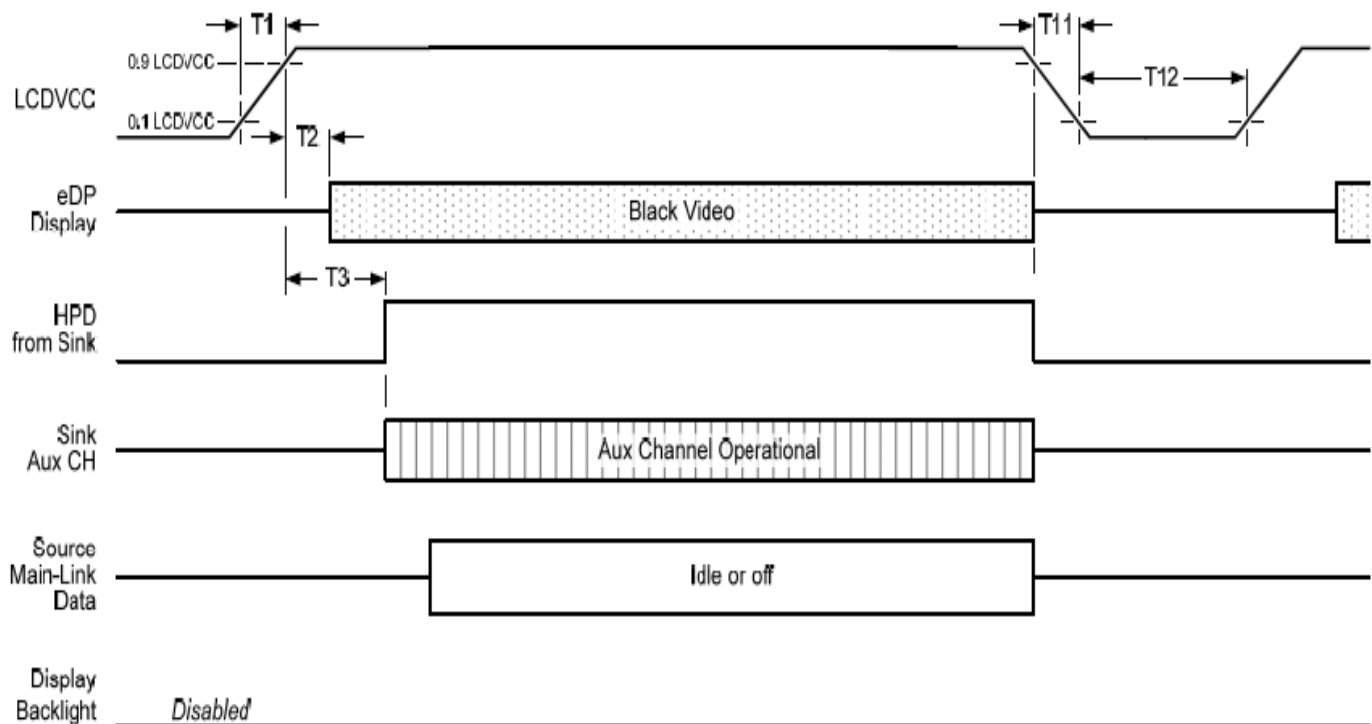 T1
T11
0.9 LCDVCC
LCDVCC
T12
0.1 LCDVCC
T2
eDP
Display
Black Video
T3
HPD
from Sink
Sink
Aux CH
Aux Channel Operational
Source
Main-Link
Data
Idle or off
Display
Backlight
Disabled